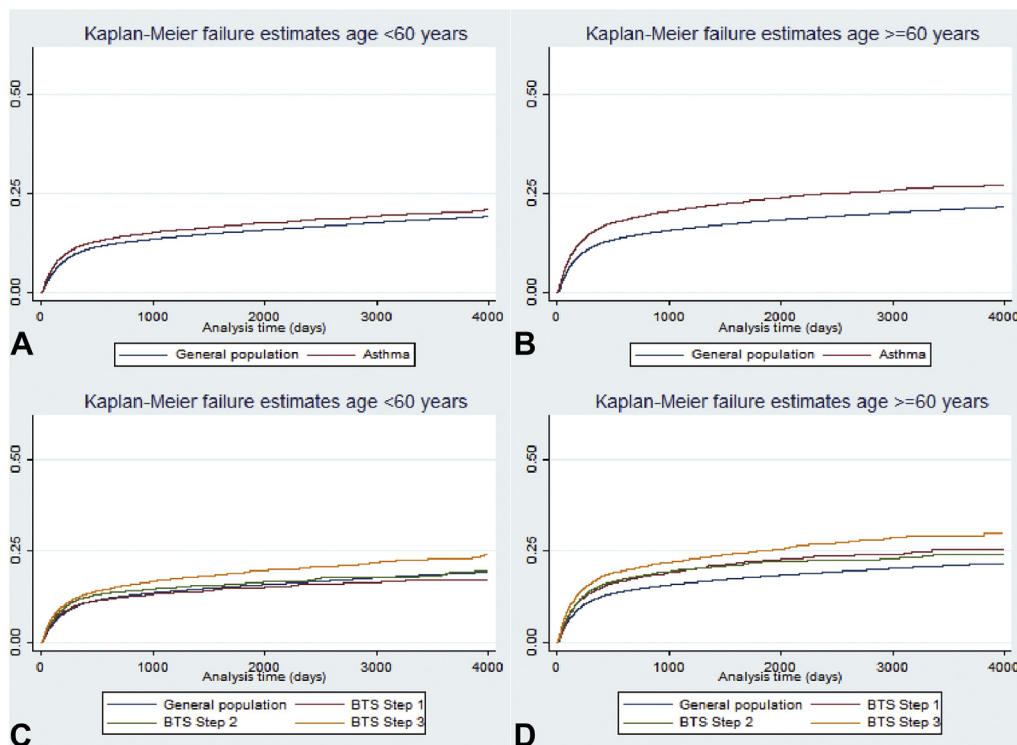 Kaplan-Meier failure estimates age <60 years
0.50
0.25
0.00
0 1000 2000 3000 4000
Analysis time (days)
A
General population Asthma
Kaplan-Meier failure estimates age >=60 years
0.50
0.25
0.00
0 1000 2000 3000 4000
Analysis time (days)
B
General population Asthma
Kaplan-Meier failure estimates age <60 years
0.50
0.25
0.00
0 1000 2000 3000 4000
Analysis time (days)
C
General population BTS Step 1
BTS Step 2 BTS Step 3
Kaplan-Meier failure estimates age >=60 years
0.50
0.25
0.00
0 1000 2000 3000 4000
Analysis time (days)
D
General population BTS Step 1
BTS Step 2 BTS Step 3